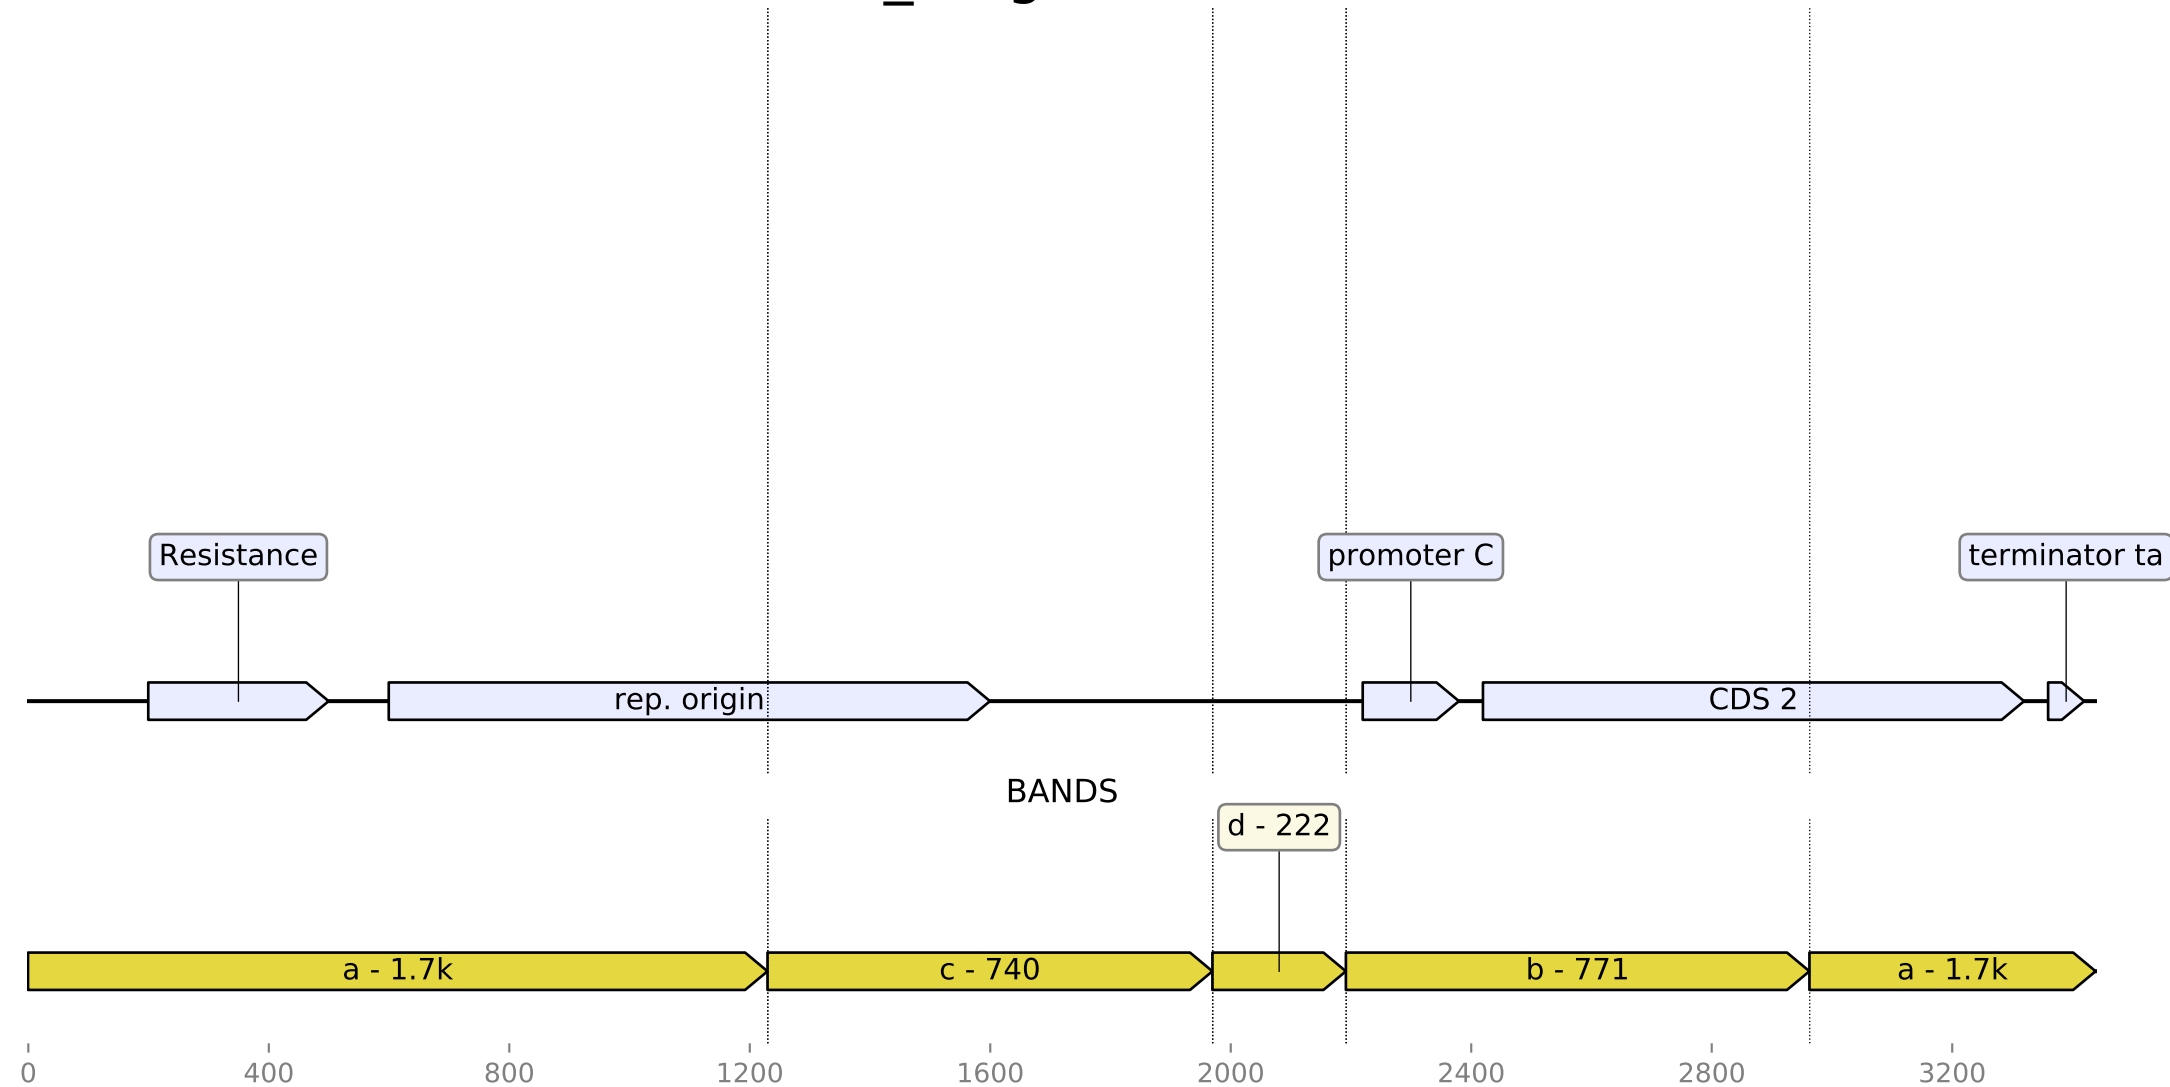 Resistance
promoter C
terminator ta
rep. origin
CDS 2
BANDS
d - 222
a - 1.7k
c - 740
b - 771
a - 1.7k
0 400 800 1200 1600 2000 2400 2800 3200